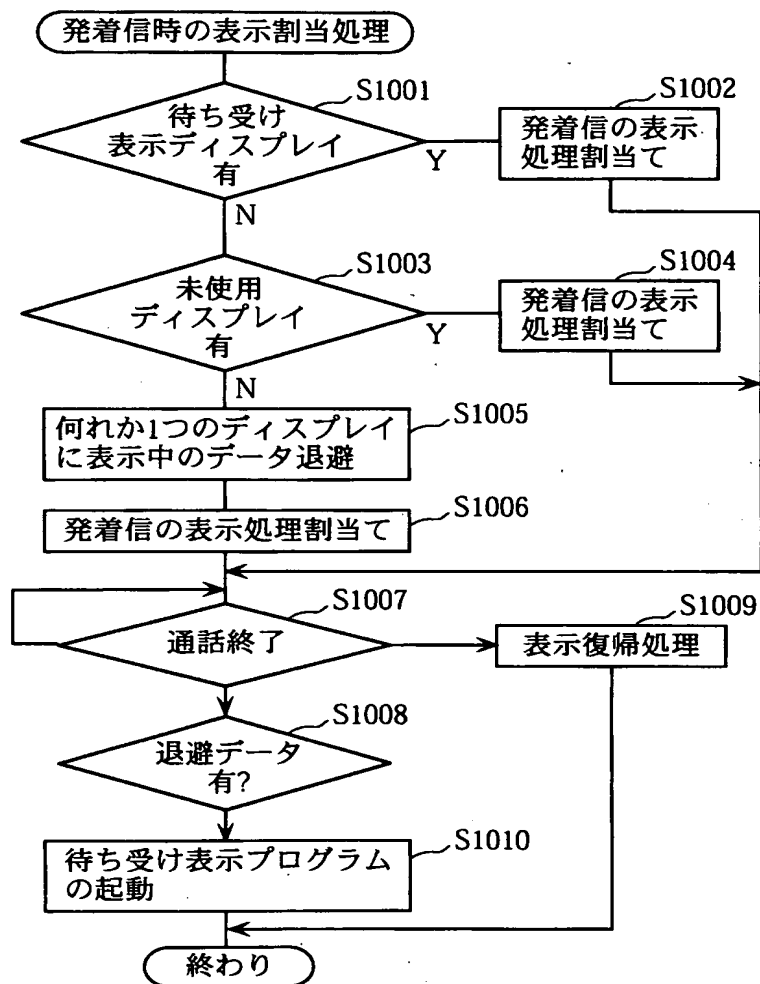 発着信時の表示割当処理
S1001
待ち受け
表示ディスプレイ
有
Y
N
S1002
発着信の表示
処理割当て
S1003
未使用
ディスプレイ
有
Y
N
S1004
発着信の表示
処理割当て
S1005
何れか1つのディスプレイ
に表示中のデータ退避
S1006
発着信の表示処理割当て
S1007
通話終了
S1009
表示復帰処理
S1008
退避データ
有?
S1010
待ち受け表示プログラム
の起動
終わり